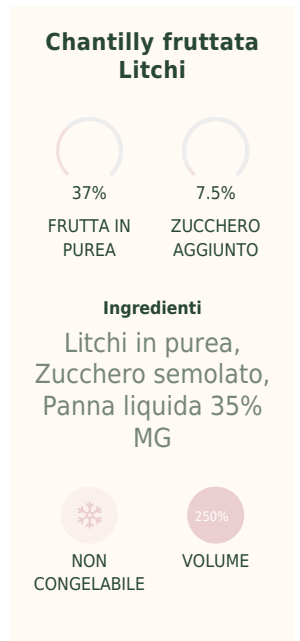 Chantilly fruttata
Litchi
37%
FRUTTA IN
PUREA
7.5%
ZUCCHERO
AGGIUNTO
Ingredienti
Litchi in purea,
Zucchero semolato,
Panna liquida 35%
MG
NON
CONGELABILE
250%
VOLUME